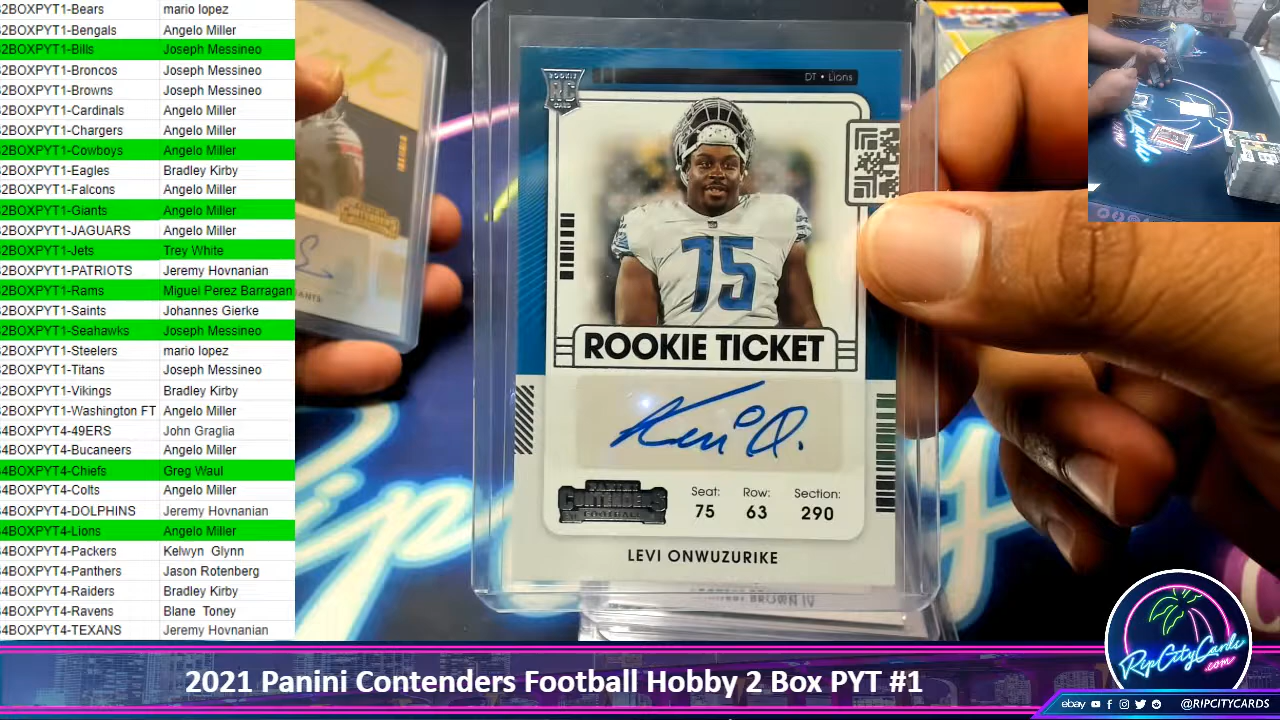 2BOXPYT1-Bears mario lopez
2BOXPYT1-Bengals Angelo Miller
2BOXPYT1-Bills Joseph Messineo
2BOXPYT1-Broncos Joseph Messineo
2BOXPYT1-Browns Joseph Messineo
2BOXPYT1-Cardinals Angelo Miller
2BOXPYT1-Chargers Angelo Miller
2BOXPYT1-Cowboys Angelo Miller
2BOXPYT1-Eagles Bradley Kirby
2BOXPYT1-Falcons Angelo Miller
2BOXPYT1-Giants Angelo Miller
2BOXPYT1-JAGUARS Angelo Miller
2BOXPYT1-Jets Trey White
2BOXPYT1-PATRIOTS Jeremy Hovnanian
2BOXPYT1-Rams Miguel Perez Barragan
2BOXPYT1-Saints Johannes Gierke
2BOXPYT1-Seahawks Joseph Messineo
2BOXPYT1-Steelers mario lopez
2BOXPYT1-Titans Joseph Messineo
2BOXPYT1-Vikings Bradley Kirby
2BOXPYT1-Washington FT Angelo Miller
4BOXPYT4-49ERS John Graglia
4BOXPYT4-Bucaneers Angelo Miller
4BOXPYT4-Chiefs Greg Waul
4BOXPYT4-Colts Angelo Miller
4BOXPYT4-DOLPHINS Jeremy Hovnanian
4BOXPYT4-Lions Angelo Miller
4BOXPYT4-Packers Kelwyn Glynn
4BOXPYT4-Panthers Jason Rotenberg
4BOXPYT4-Raiders Bradley Kirby
4BOXPYT4-Ravens Blane Toney
4BOXPYT4-TEXANS Jeremy Hovnanian
ROOKIE
RC
CARD
DT • Lions
75
ROOKIE TICKET
PANINI
CONTENDERS
FOOTBALL
Seat: Row: Section:
75 63 290
LEVI ONWUZURIKE
2021 Panini Contenders Football Hobby 2 Box PYT #1
RipCityCards
.com
ebay @RIPCITYCARDS